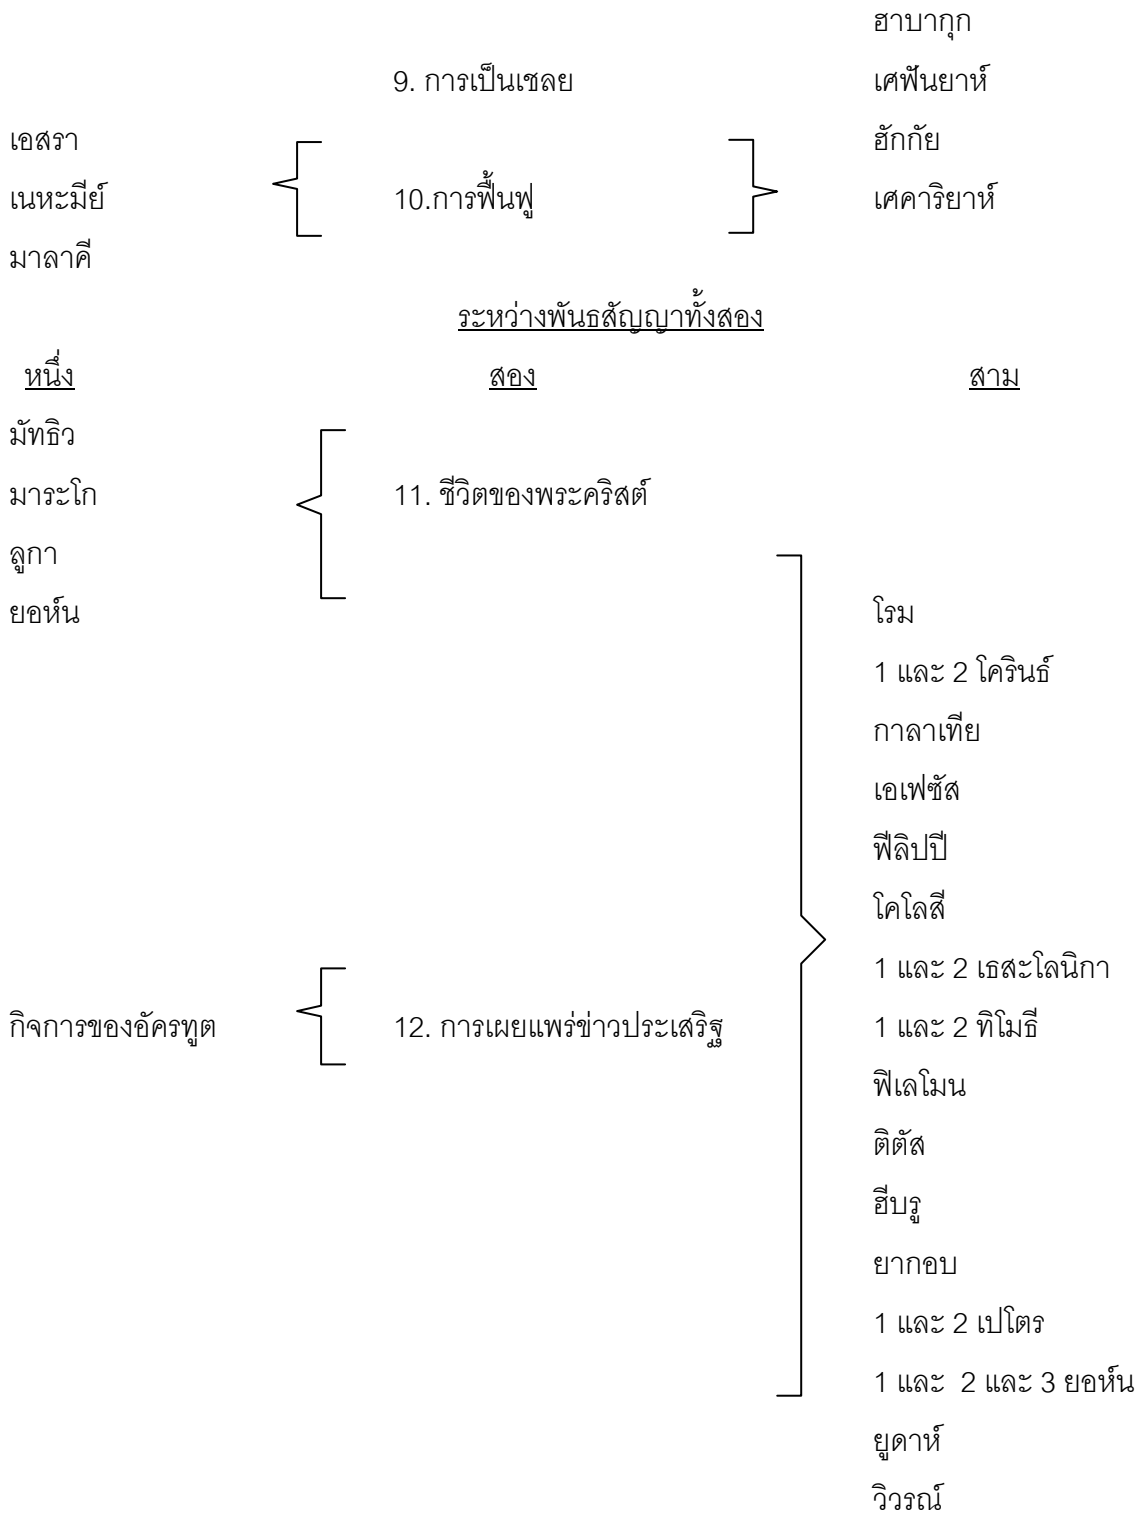 ฮาบากุก
9. การเป็นเชลย เศฟันยาห์
เอสรา ฮักกัย
เนหะมีย์ 10.การฟื้นฟู เศคาริยาห์
มาลาคี
ระหว่างพันธสัญญาทั้งสอง
หนึ่ง สอง สาม
มัทธิว
มาระโก 11. ชีวิตของพระคริสต์
ลูกา
ยอห์น โรม
1 และ 2 โครินธ์
กาลาเทีย
เอเฟซัส
ฟีลิปปี
โคโลสี
1 และ 2 เธสะโลนิกา
กิจการของอัครทูต 12. การเผยแพร่ข่าวประเสริฐ 1 และ 2 ทิโมธี
ฟิเลโมน
ติตัส
ฮีบรู
ยากอบ
1 และ 2 เปโตร
1 และ 2 และ 3 ยอห์น
ยูดาห์
วิวรณ์